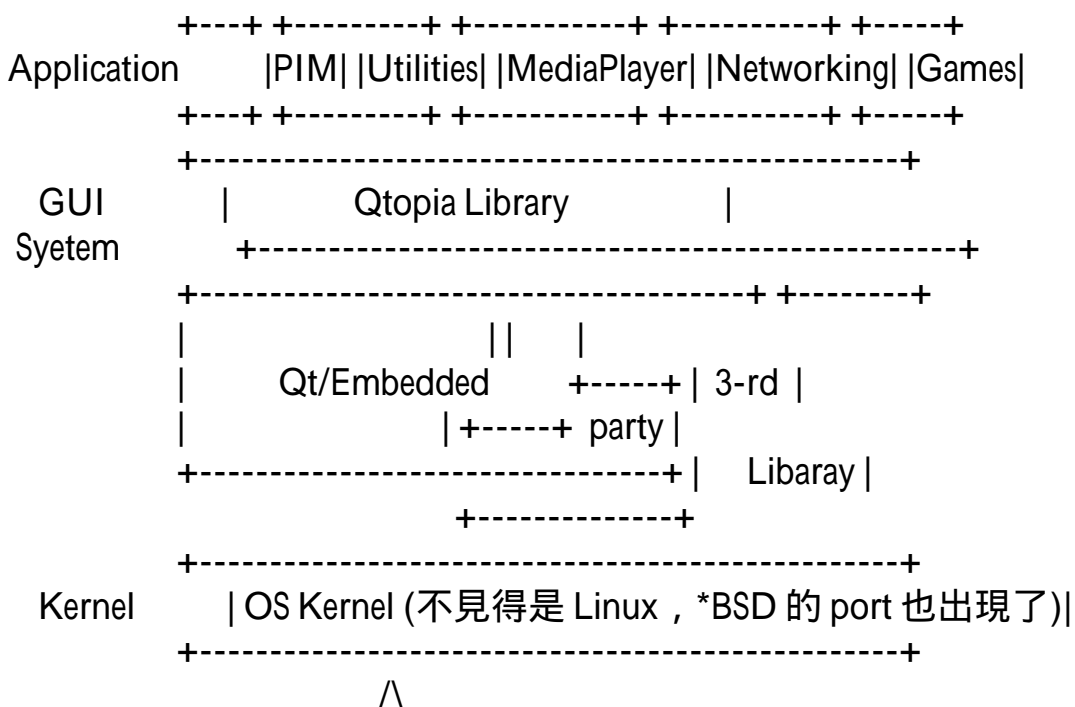 +---+ +---------+ +-----------+ +----------+ +-----+
Application |PIM| |Utilities| |MediaPlayer| |Networking| |Games|
+---+ +---------+ +-----------+ +----------+ +-----+
+--------------------------------------------------+
GUI | Qtopia Library |
Syetem +--------------------------------------------------+
+---------------------------------------+ +--------+
| | | |
| Qt/Embedded +-----+ | 3-rd |
| | +-----+ party |
+----------------------------------+ | Libaray |
+--------------+
+--------------------------------------------------+
Kernel | OS Kernel (不見得是 Linux，*BSD 的 port 也出現了)|
+--------------------------------------------------+
/\